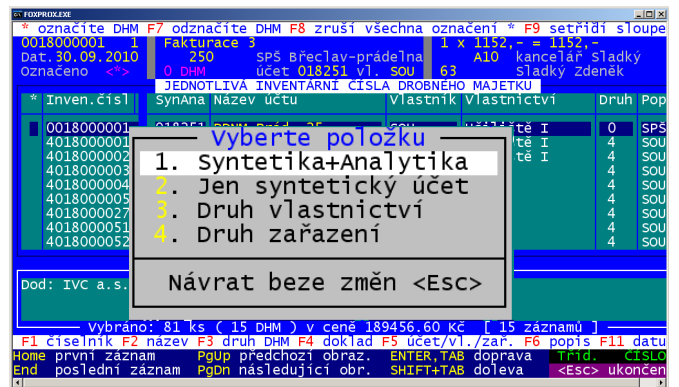 FOXPROX.EXE
* označíte DHM F7 odznačíte DHM F8 zruší všechna označení * F9 setřídí sloupe
0018000001 1 Fakturace 3 1 x 1152,- = 1152,-
Dat.30.09.2010 250 SPŠ Břeclav-prádelna A10 kancelář Sladký
Označeno <*> 0 DHM účet 018251 vl. SOU 63 Sladký Zdeněk
JEDNOTLIVÁ INVENTÁRNÍ ČÍSLA DROBNÉHO MAJETKU
* Inven.čísl SynAna Název účtu Vlastník Vlastnictví Druh Pop
0018000001 0 SPŠ
4018000001 4 SOU
4018000002 4 SOU
4018000003 4 SOU
4018000004 4 SOU
4018000005 4 SOU
4018000027 4 SOU
4018000051 4 SOU
4018000052 4 SOU
Vyberte položku
1. Syntetika+Analytika
2. Jen syntetický účet
3. Druh vlastnictví
4. Druh zařazení
Návrat beze změn <Esc>
Dod: IVC a.s.
Vybráno: 81 ks ( 15 DHM ) v ceně 189456.60 Kč [ 15 záznamů ]
F1 číselník F2 název F3 druh DHM F4 doklad F5 účet/vl./zař. F6 popis F11 datu
Home první záznam PgUp předchozí obraz. ENTER,TAB doprava Tříd. ČÍSLO
End poslední záznam PgDn následující obr. SHIFT+TAB doleva <Esc> ukončen